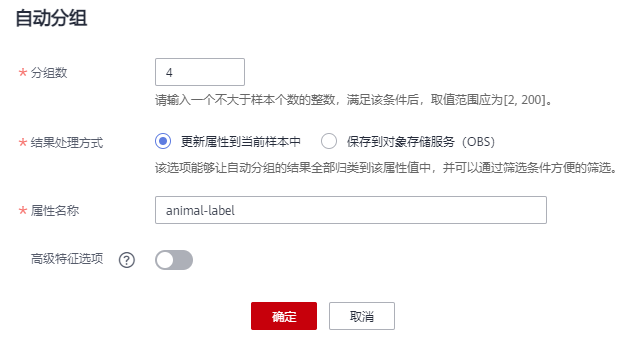 自动分组
* 分组数 4
请输入一个不大于样本个数的整数，满足该条件后，取值范围应为[2, 200]。
* 结果处理方式 更新属性到当前样本中 保存到对象存储服务（OBS）
该选项能够让自动分组的结果全部归类到该属性值中，并可以通过筛选条件方便的筛选。
* 属性名称 animal-label
高级特征选项 ?
确定 取消